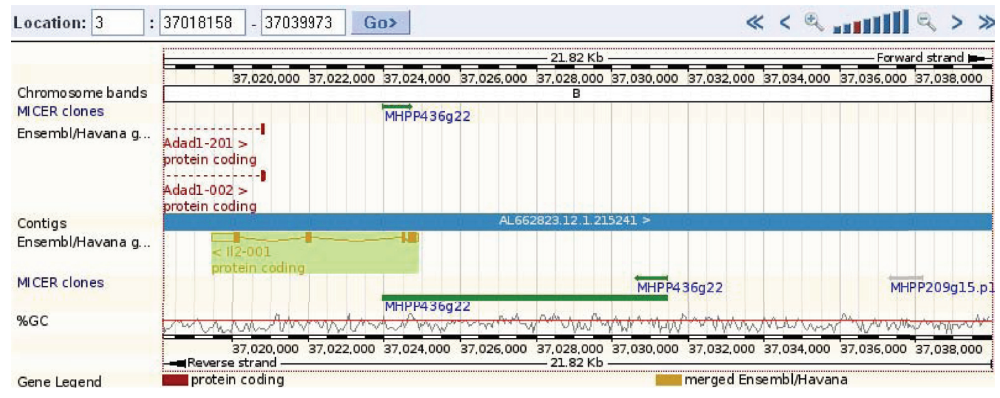 Location: 3 : 37018158 - 37039973 Go>
21.82 Kb Forward strand
37,020,000 37,022,000 37,024,000 37,026,000 37,028,000 37,030,000 37,032,000 37,034,000 37,036,000 37,038,000
Chromosome bands B
MICER clones
MHPP436g22
Ensembl/Havana g...
Adad1-201 >
protein coding
Adad1-002 >
protein coding
Contigs AL662823.12.1.215241 >
Ensembl/Havana g...
< Il2-001
protein coding
MICER clones
MHPP436g22 MHPP209g15.p1
MHPP436g22
%GC
37,020,000 37,022,000 37,024,000 37,026,000 37,028,000 37,030,000 37,032,000 37,034,000 37,036,000 37,038,000
Reverse strand 21.82 Kb
Gene Legend protein coding merged Ensembl/Havana